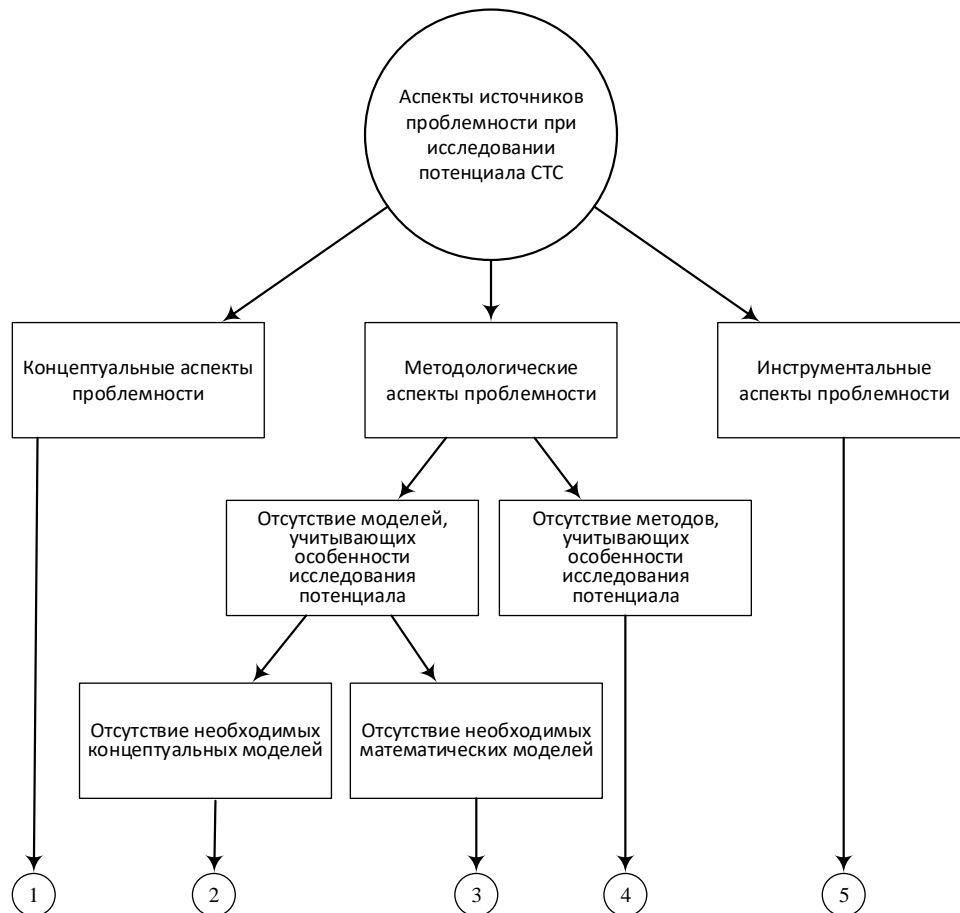 Аспекты источников
проблемности при
исследовании
потенциала СТС
Концептуальные аспекты
проблемности
Методологические
аспекты проблемности
Инструментальные
аспекты проблемности
Отсутствие моделей,
учитывающих
особенности
исследования
потенциала
Отсутствие методов,
учитывающих
особенности
исследования
потенциала
Отсутствие необходимых
концептуальных моделей
Отсутствие необходимых
математических моделей
1
2
3
4
5